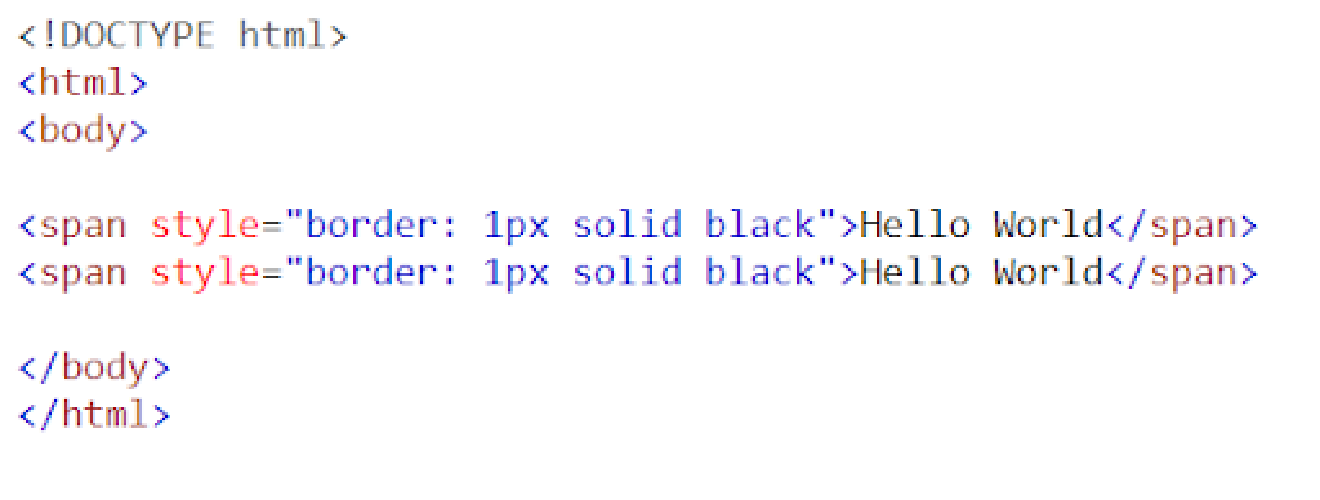 <!DOCTYPE html>
<html>
<body>
<span style="border: 1px solid black">Hello World</span>
<span style="border: 1px solid black">Hello World</span>
</body>
</html>